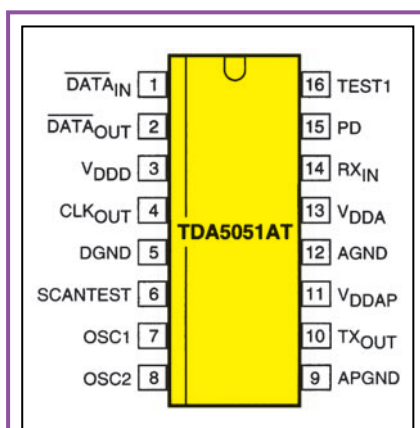 DATAIN 1 16 TEST1
DATAOUT 2 15 PD
VDDD 3 14 RXIN
CLKOUT 4 13 VDDA
TDA5051AT
DGND 5 12 AGND
SCANTEST 6 11 VDDAP
OSC1 7 10 TXOUT
OSC2 8 9 APGND